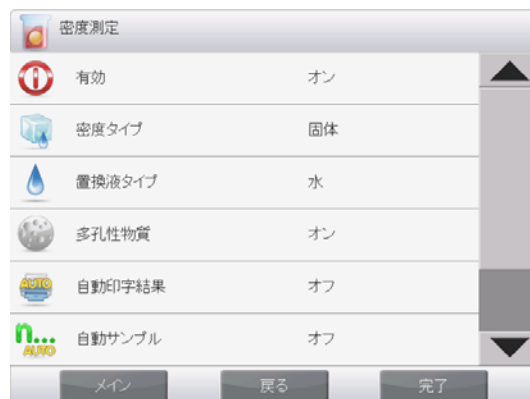 密度測定
有効 オン
密度タイプ 固体
置換液タイプ 水
多孔性物質 オン
AUTO 自動印字結果 オフ
n... AUTO 自動サンプル オフ
メイン 戻る 完了